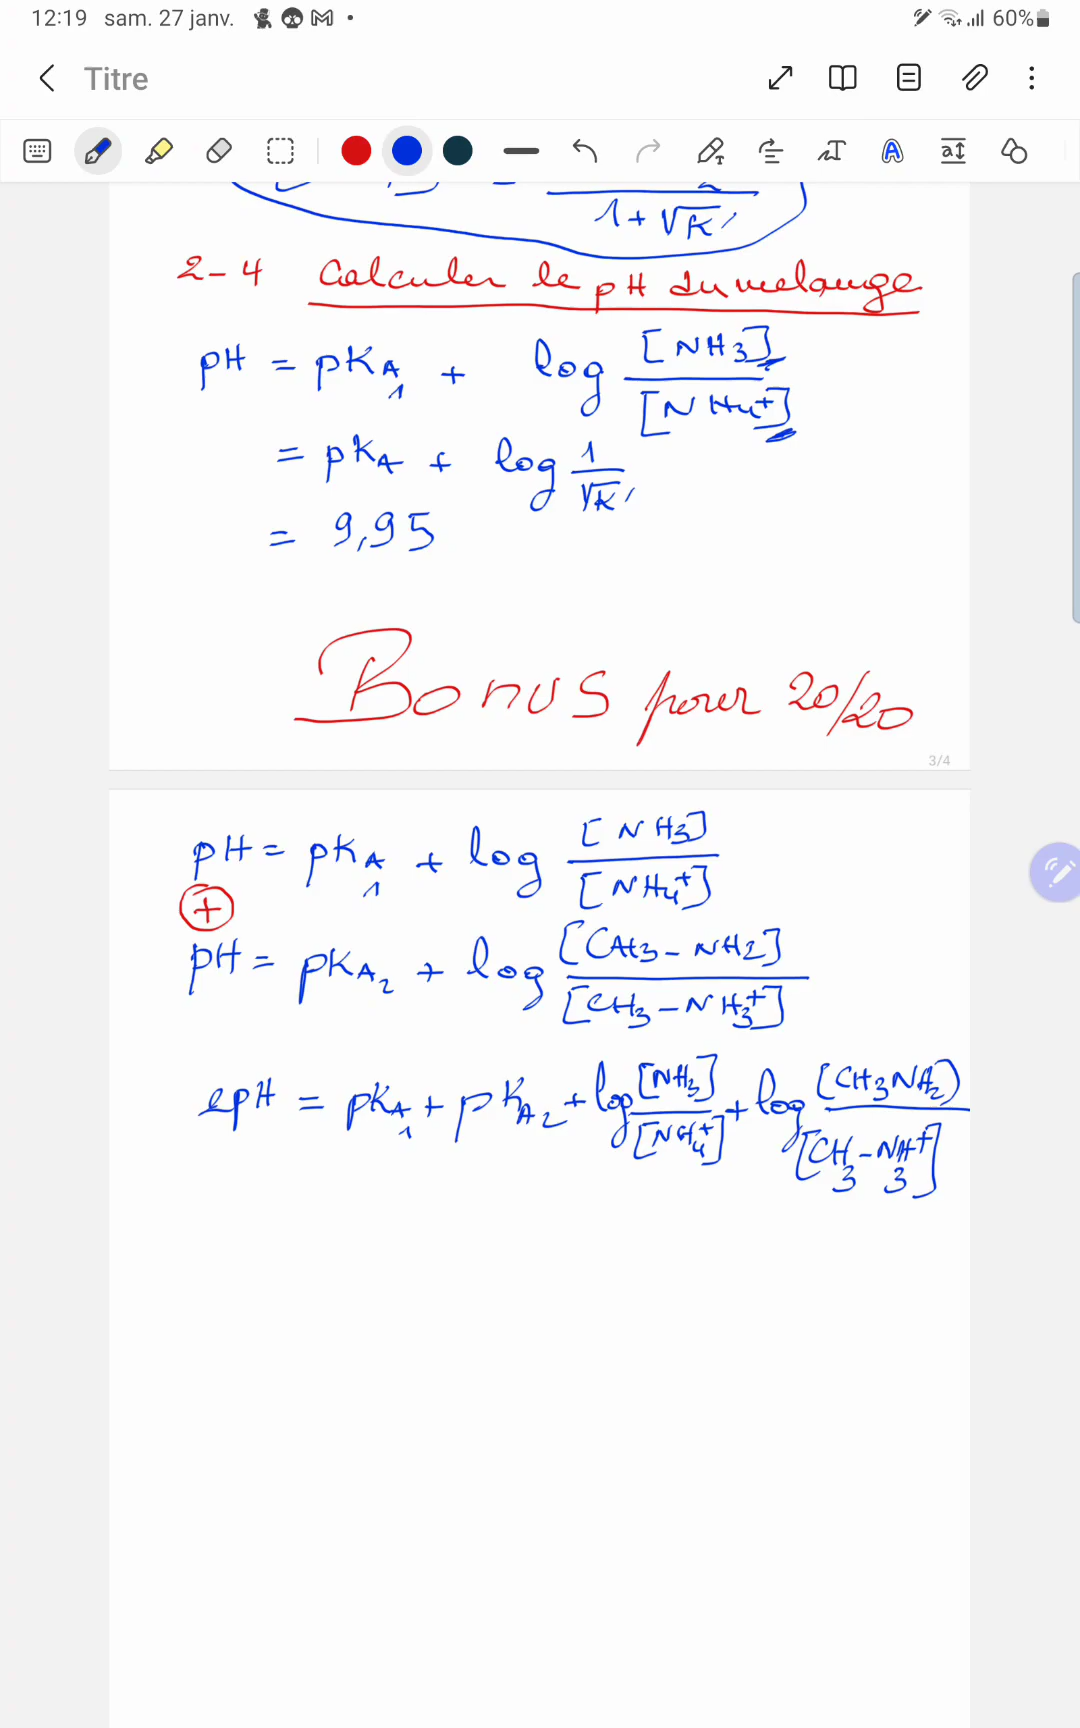 12:19 sam. 27 janv. 60%
Titre
1 + √K'
2-4 Calculer le pH du melange
pH = pKA1 + log [NH3] / [NH4+]
= pKA + log 1 / √K'
= 9,95
Bonus pour 20/20
3/4
pH = pKA1 + log [NH3] / [NH4+]
+
pH = pKA2 + log [CH3-NH2] / [CH3-NH3+]
2pH = pKA1 + pKA2 + log [NH3] / [NH4+] + log [CH3NH2) / [CH3-NH3+]